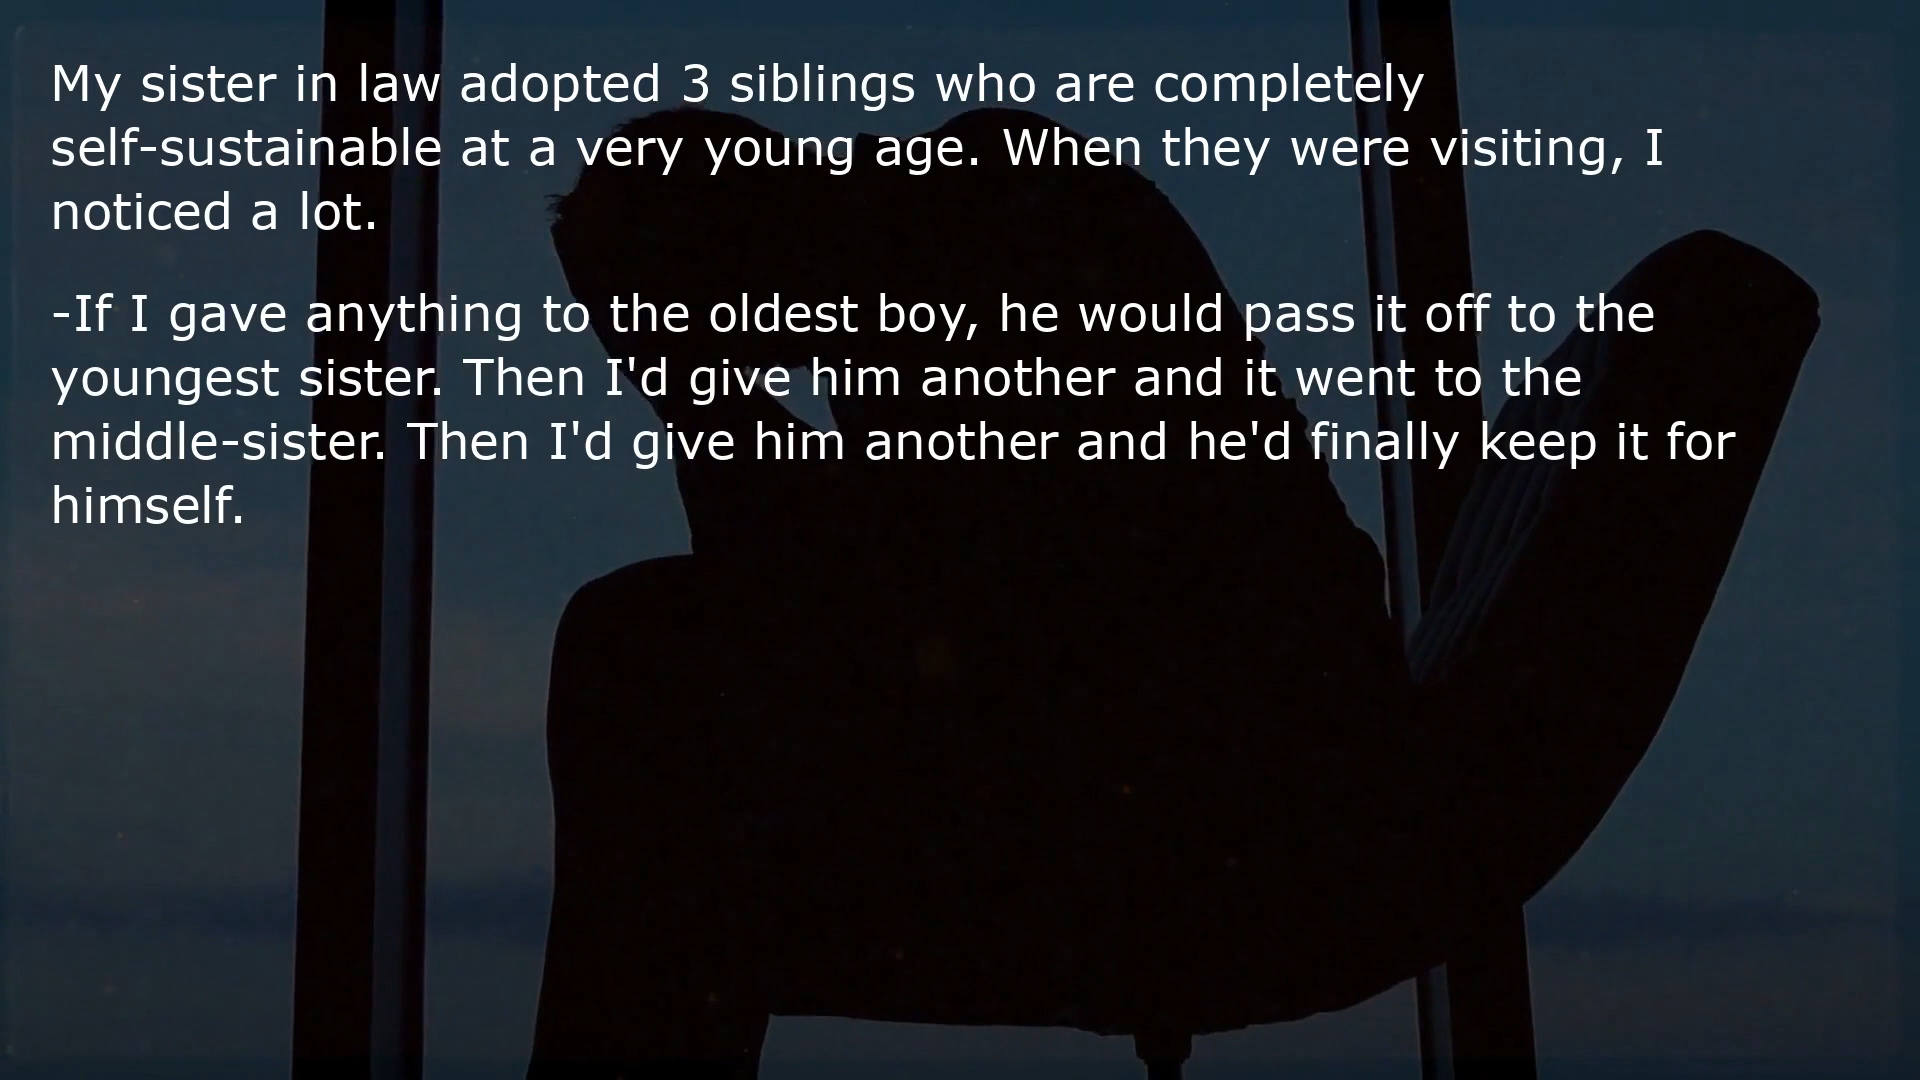 My sister in law adopted 3 siblings who are completely
self-sustainable at a very young age. When they were visiting, I
noticed a lot.
-If I gave anything to the oldest boy, he would pass it off to the
youngest sister. Then I'd give him another and it went to the
middle-sister. Then I'd give him another and he'd finally keep it for
himself.